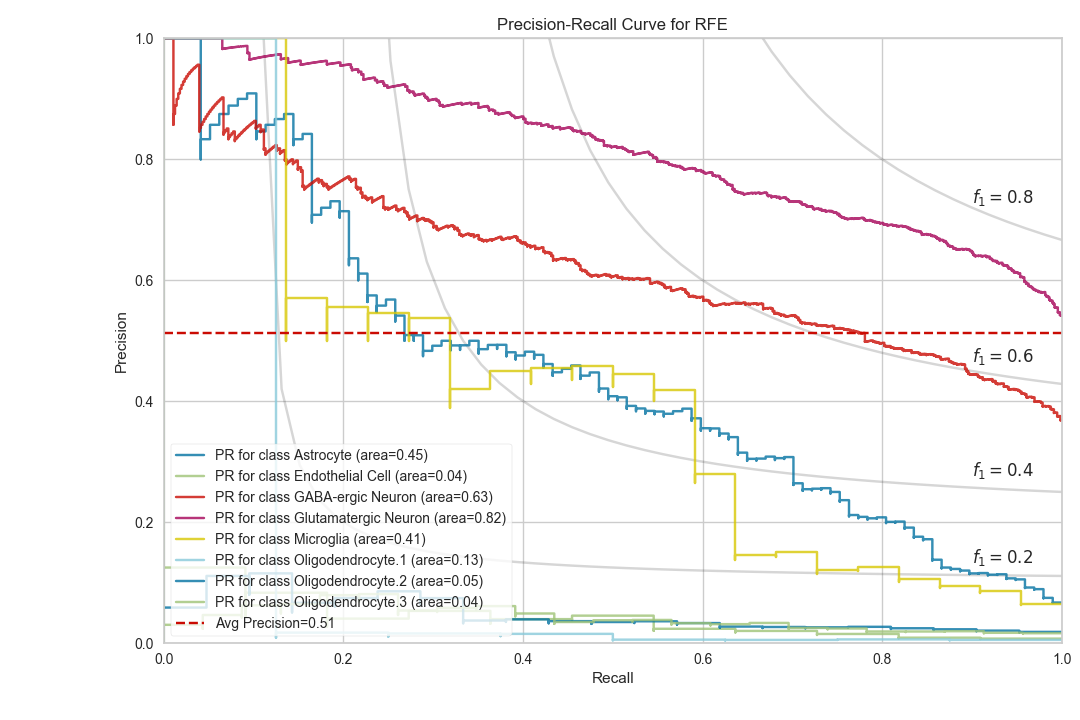 Precision-Recall Curve for RFE
1.0
0.8
0.6
0.4
0.2
0.0
Precision
f1 = 0.8
f1 = 0.6
f1 = 0.4
f1 = 0.2
PR for class Astrocyte (area=0.45)
PR for class Endothelial Cell (area=0.04)
PR for class GABA-ergic Neuron (area=0.63)
PR for class Glutamatergic Neuron (area=0.82)
PR for class Microglia (area=0.41)
PR for class Oligodendrocyte.1 (area=0.13)
PR for class Oligodendrocyte.2 (area=0.05)
PR for class Oligodendrocyte.3 (area=0.04)
Avg Precision=0.51
0.0 0.2 0.4 0.6 0.8 1.0
Recall